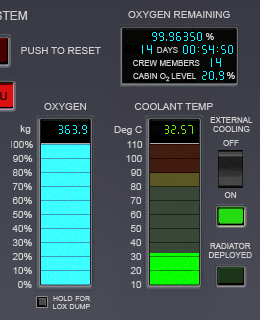 STEM
OXYGEN REMAINING
99.96350 %
14 DAYS 00:54:50
CREW MEMBERS 14
CABIN O2 LEVEL 20.9 %
PUSH TO RESET
U
OXYGEN
COOLANT TEMP
kg 363.9
Deg C 32.57
EXTERNAL
COOLING
OFF
ON
100%
90%
80%
70%
60%
50%
40%
30%
20%
10%
0%
110
100
90
80
70
60
50
40
30
20
10
RADIATOR
DEPLOYED
HOLD FOR
LOX DUMP